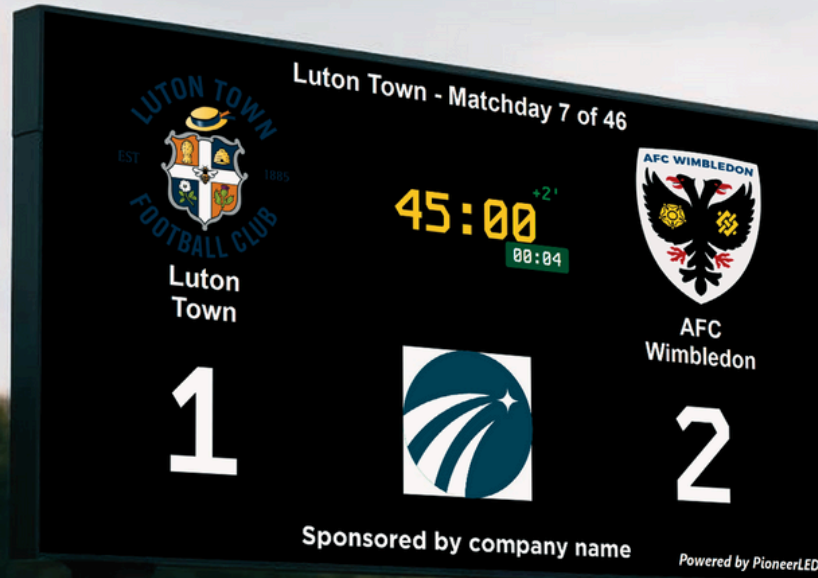 Luton Town - Matchday 7 of 46
LUTON TOWN
EST 1885
FOOTBALL CLUB
AFC WIMBLEDON
45:00
+2'
00:04
Luton
Town
AFC
Wimbledon
1
2
Sponsored by company name
Powered by PioneerLED